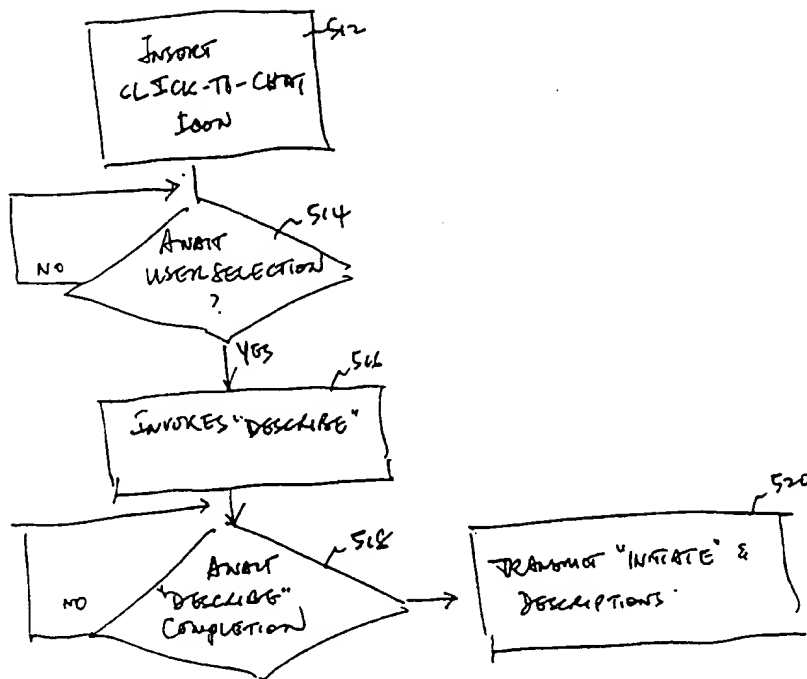 512
INSERT
CLICK-TO-CHAT
ICON
514
AWAIT
USER SELECTION
?
NO
YES
516
INVOKES "DESCRIBE"
518
AWAIT
"DESCRIBE"
COMPLETION
NO
520
TRANSMIT "INITIATE" &
DESCRIPTIONS